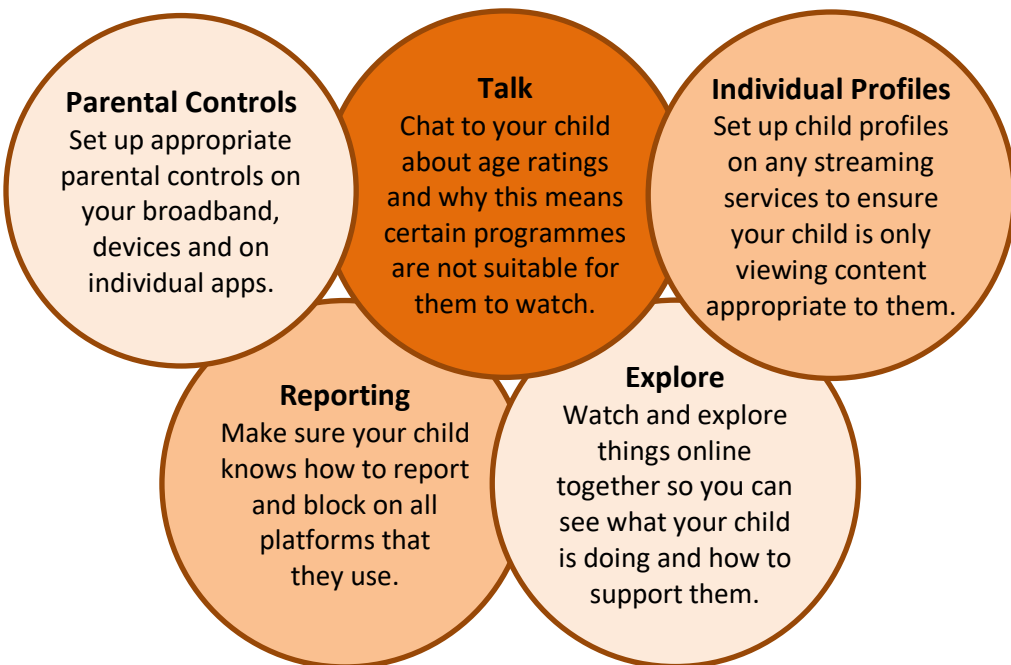 Parental Controls
Set up appropriate
parental controls on
your broadband,
devices and on
individual apps.
Talk
Chat to your child
about age ratings
and why this means
certain programmes
are not suitable for
them to watch.
Individual Profiles
Set up child profiles
on any streaming
services to ensure
your child is only
viewing content
appropriate to them.
Reporting
Make sure your child
knows how to report
and block on all
platforms that
they use.
Explore
Watch and explore
things online
together so you can
see what your child
is doing and how to
support them.